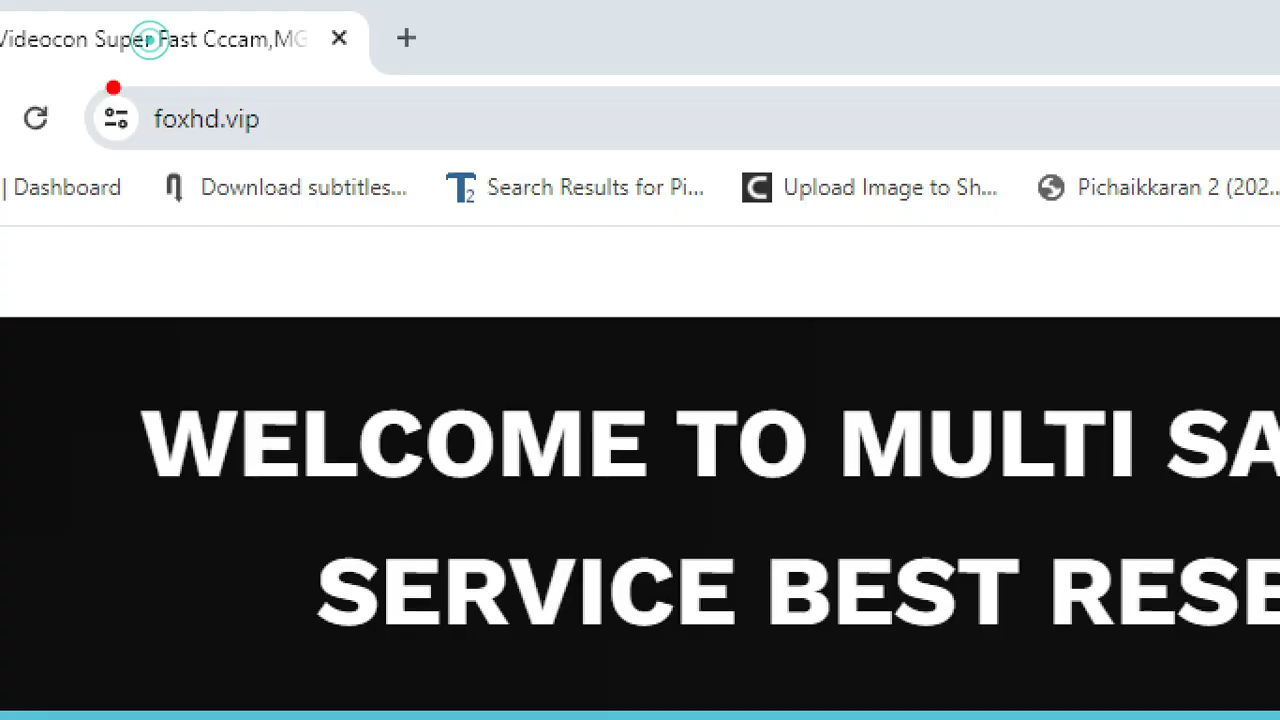 Videocon Super Fast Cccam,MG
foxhd.vip
| Dashboard Download subtitles... Search Results for Pi... Upload Image to Sh... Pichaikkaran 2 (202...
WELCOME TO MULTI SA
SERVICE BEST RESE